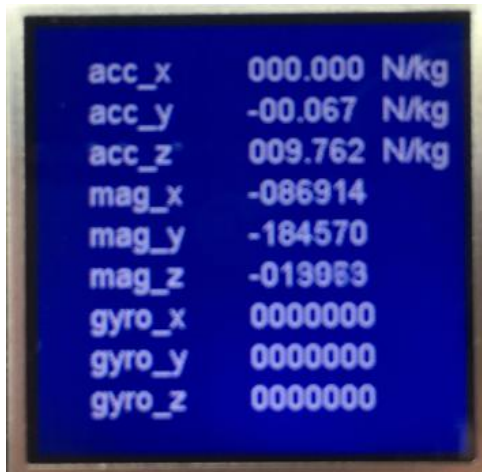 acc_x 000.000 N/kg
acc_y -00.067 N/kg
acc_z 009.762 N/kg
mag_x -086914
mag_y -184570
mag_z
gyro_x 0000000
gyro_y 0000000
gyro_z 0000000